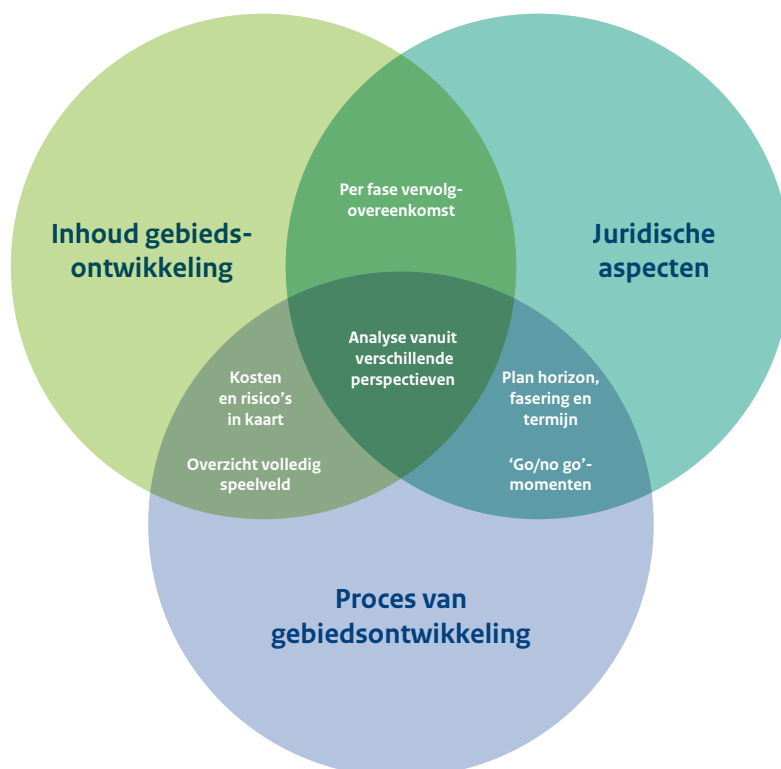 Per fase vervolg-
overeenkomst
Inhoud gebieds-
ontwikkeling
Juridische
aspecten
Analyse vanuit
verschillende
perspectieven
Kosten
en risico’s
in kaart
Overzicht volledig
speelveld
Plan horizon,
fasering en
termijn
‘Go/no go’-
momenten
Proces van
gebiedsontwikkeling